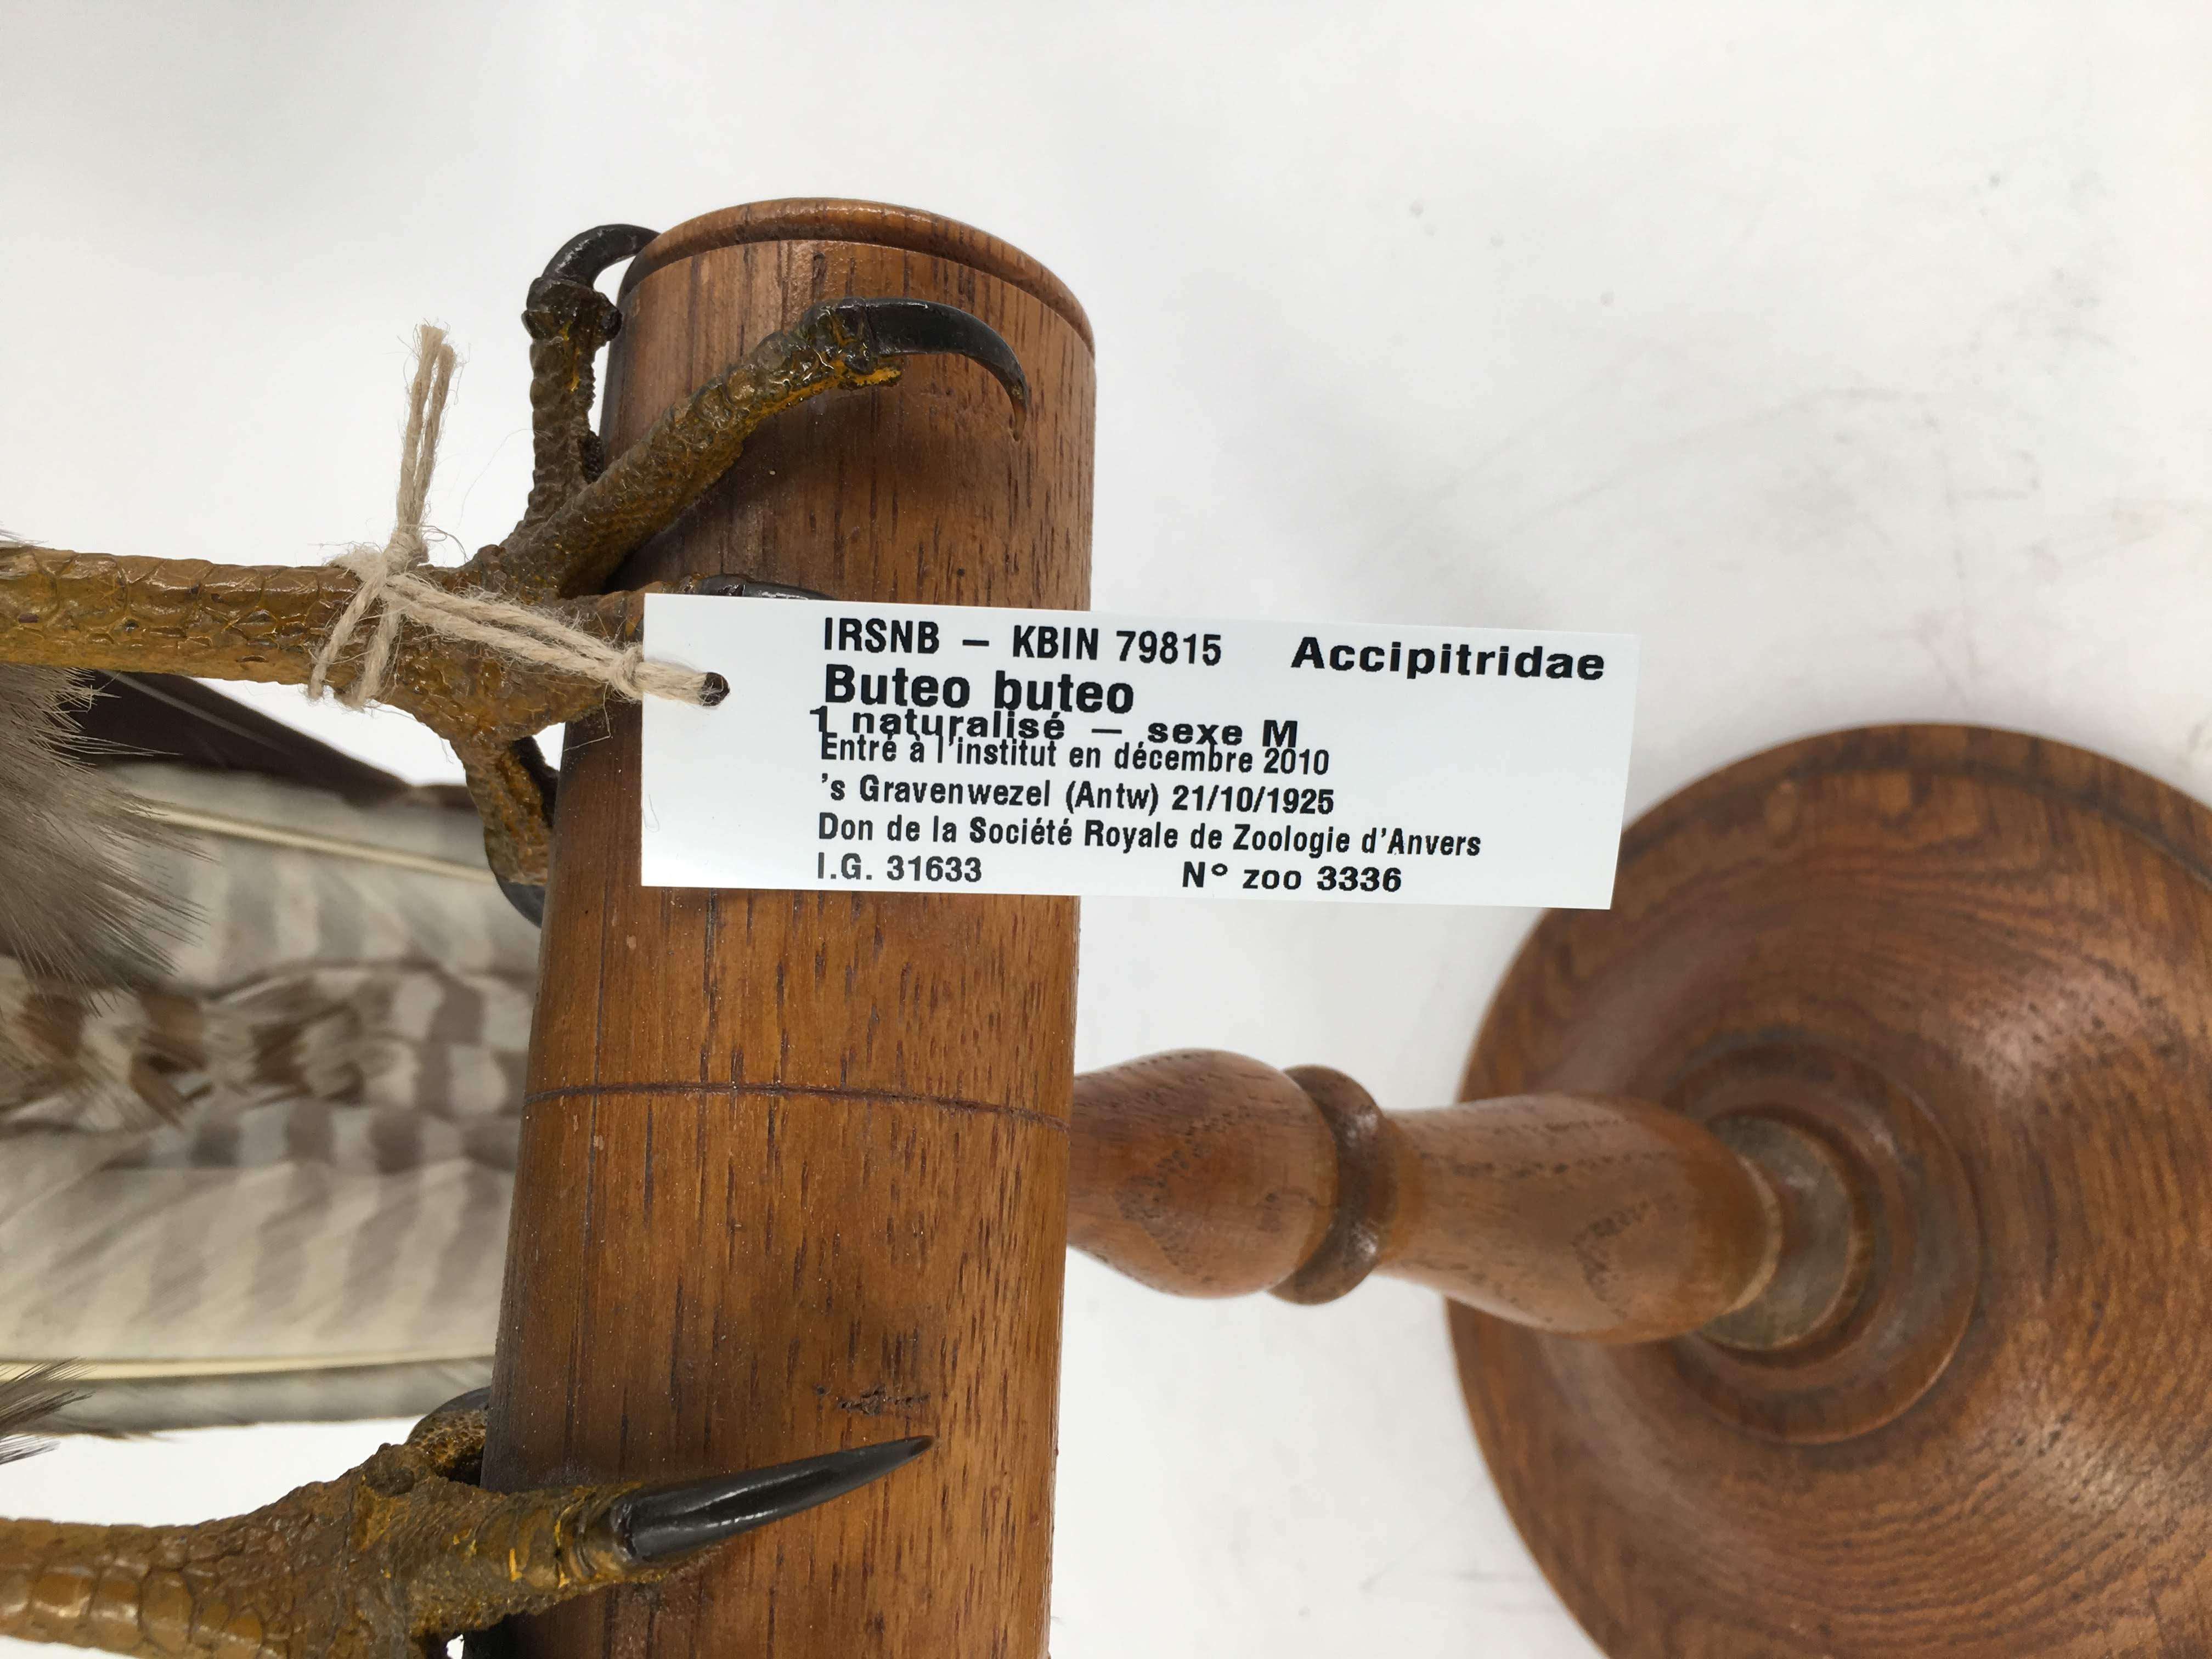 IRSNB – KBIN 79815 Accipitridae
Buteo buteo
1 naturalisé – sexe M
Entré à l'institut en décembre 2010
's Gravenwezel (Antw) 21/10/1925
Don de la Société Royale de Zoologie d'Anvers
I.G. 31633 N° zoo 3336